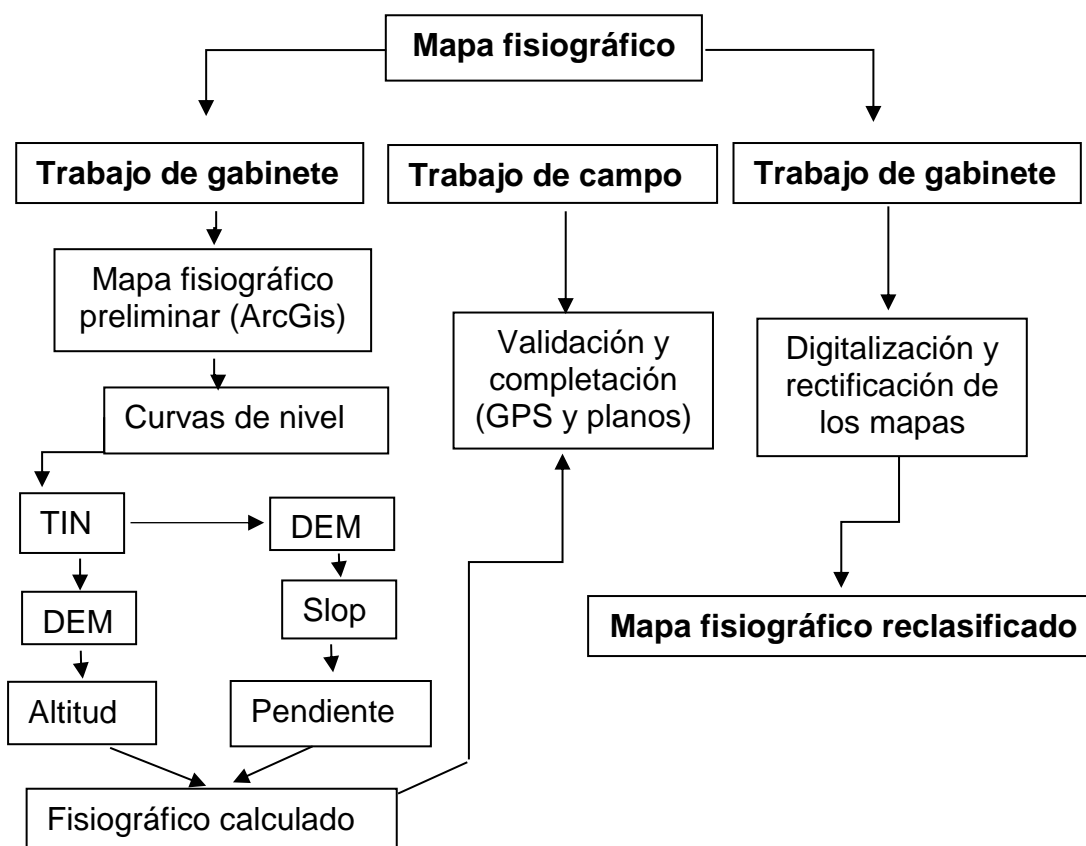 Mapa fisiográfico
Trabajo de gabinete
Trabajo de campo
Trabajo de gabinete
Mapa fisiográfico
preliminar (ArcGis)
Validación y
completación
(GPS y planos)
Digitalización y
rectificación de
los mapas
Curvas de nivel
TIN
DEM
DEM
Slop
Mapa fisiográfico reclasificado
Altitud
Pendiente
Fisiográfico calculado